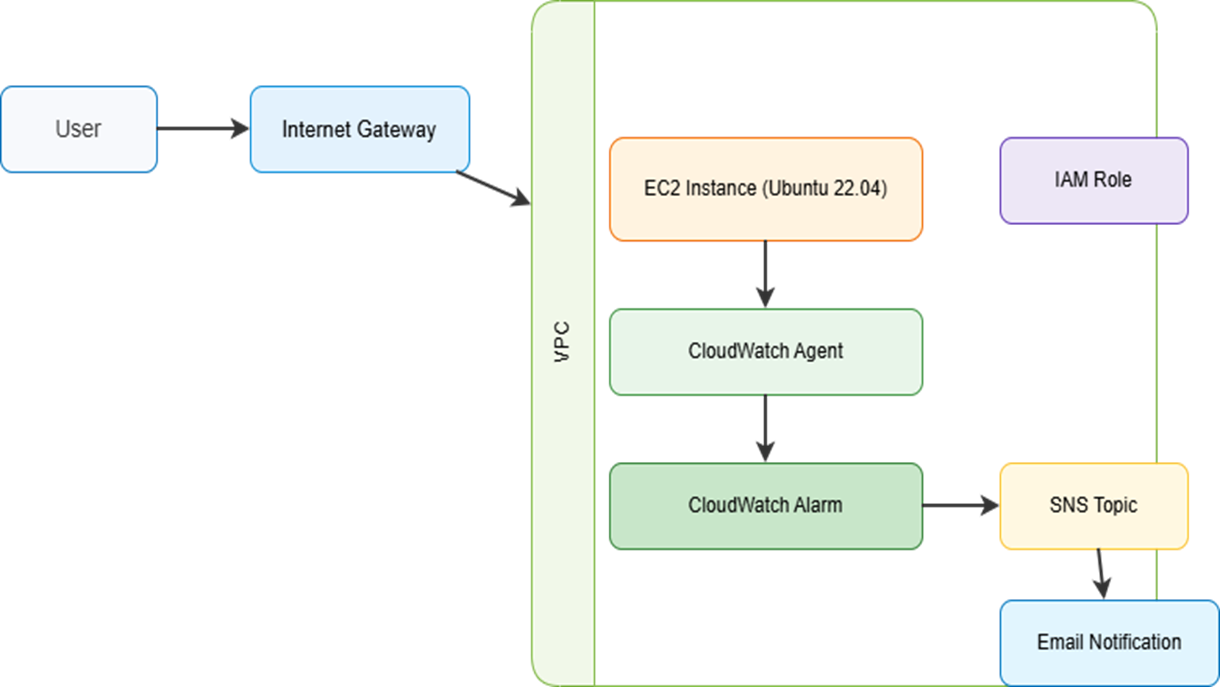 User
Internet Gateway
VPC
EC2 Instance (Ubuntu 22.04)
IAM Role
CloudWatch Agent
CloudWatch Alarm
SNS Topic
Email Notification